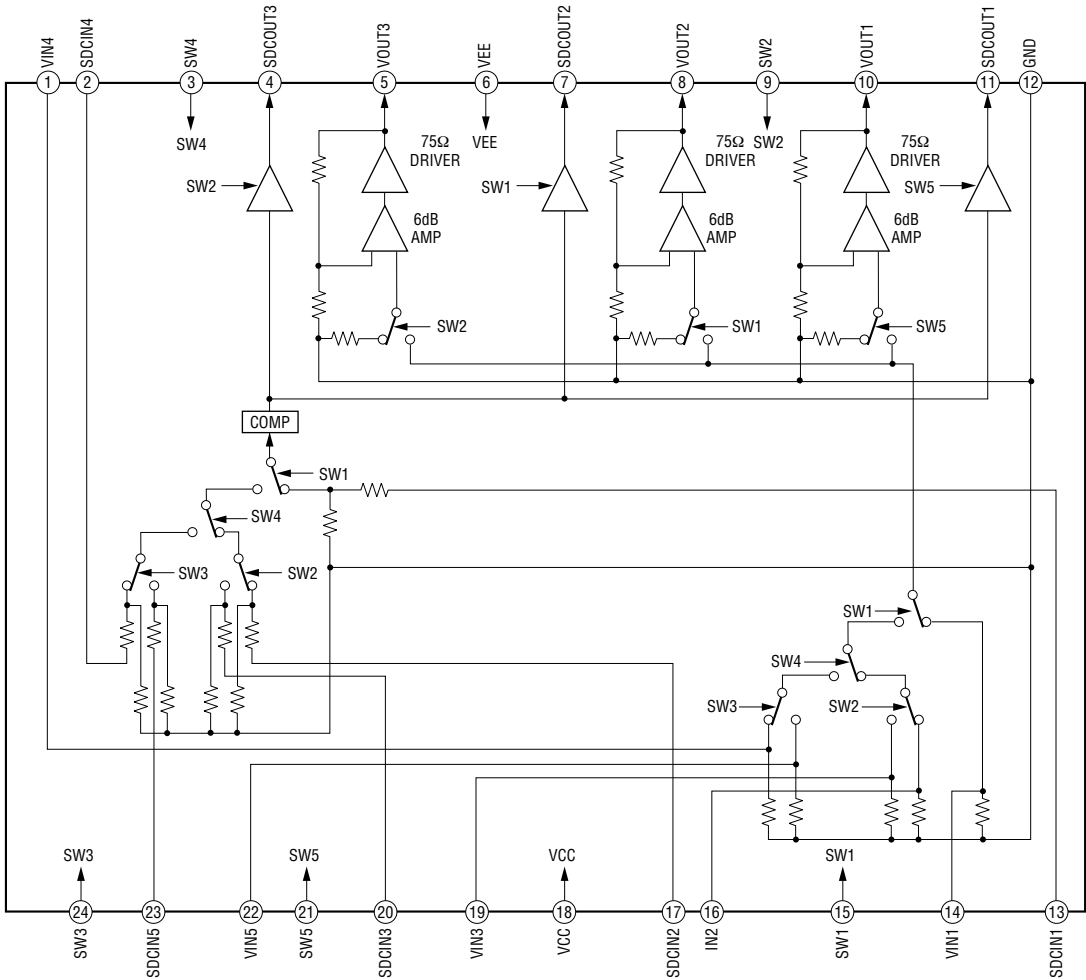 VIN4
SDCIN4
SW4
SDCOUT3
VOUT3
VEE
SDCOUT2
VOUT2
SW2
VOUT1
SDCOUT1
GND
1
2
3
4
5
6
7
8
9
10
11
12
SW4
VEE
SW2
75Ω
DRIVER
75Ω
DRIVER
75Ω
DRIVER
SW2
SW1
SW5
6dB
AMP
6dB
AMP
6dB
AMP
SW2
SW1
SW5
COMP
SW1
SW4
SW3
SW2
SW1
SW4
SW3
SW2
SW3
SW5
VCC
SW1
24
23
22
21
20
19
18
17
16
15
14
13
SW3
SDCIN5
VIN5
SW5
SDCIN3
VIN3
VCC
SDCIN2
IN2
SW1
VIN1
SDCIN1